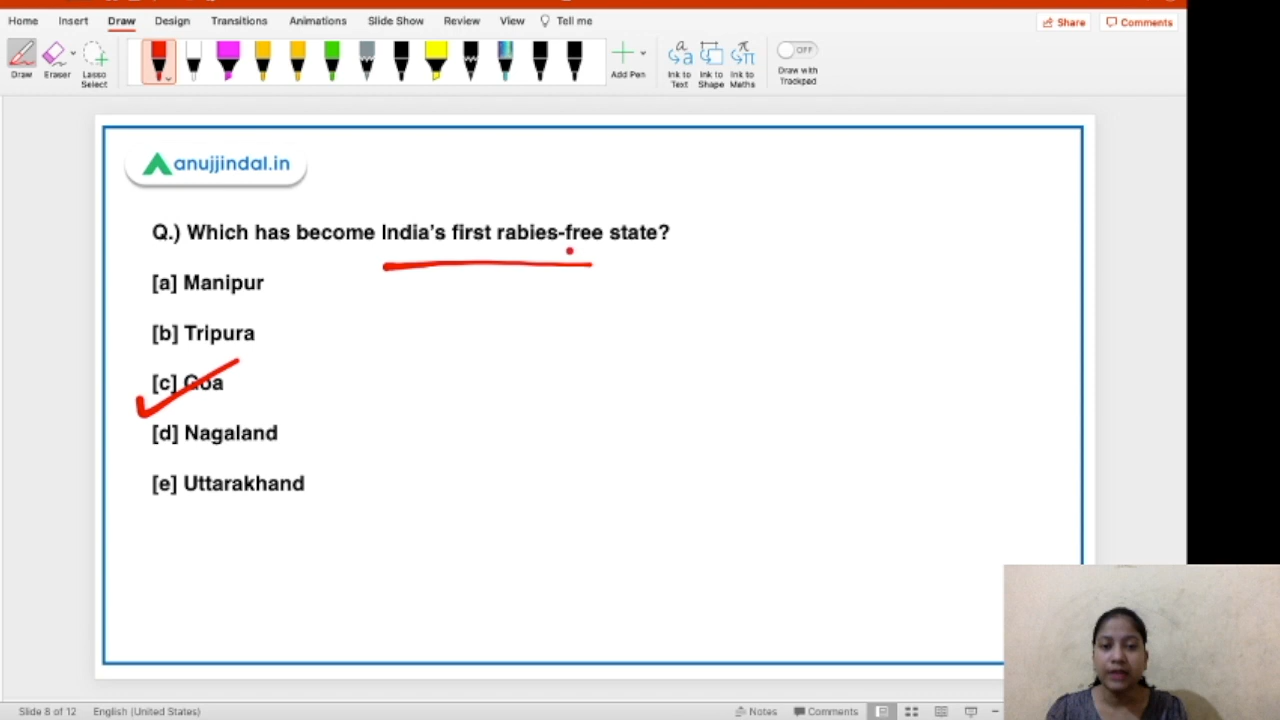 Home Insert Draw Design Transitions Animations Slide Show Review View Tell me Share Comments
Draw Eraser Lasso Select Add Pen Ink to Text Ink to Shape Ink to Maths OFF Draw with Trackpad
anujjindal.in
Q.) Which has become India's first rabies-free state?
[a] Manipur
[b] Tripura
[c] Goa
[d] Nagaland
[e] Uttarakhand
Slide 8 of 12 English (United States) Notes Comments